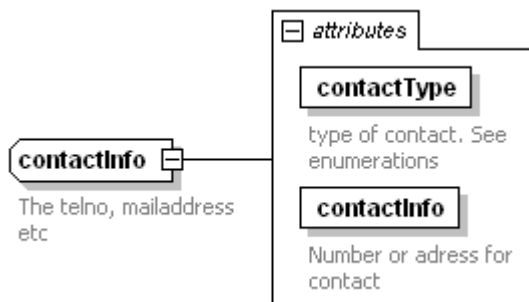 attributes
contactType
type of contact. See
enumerations
contactInfo
The telno, mailaddress
etc
contactInfo
Number or adress for
contact